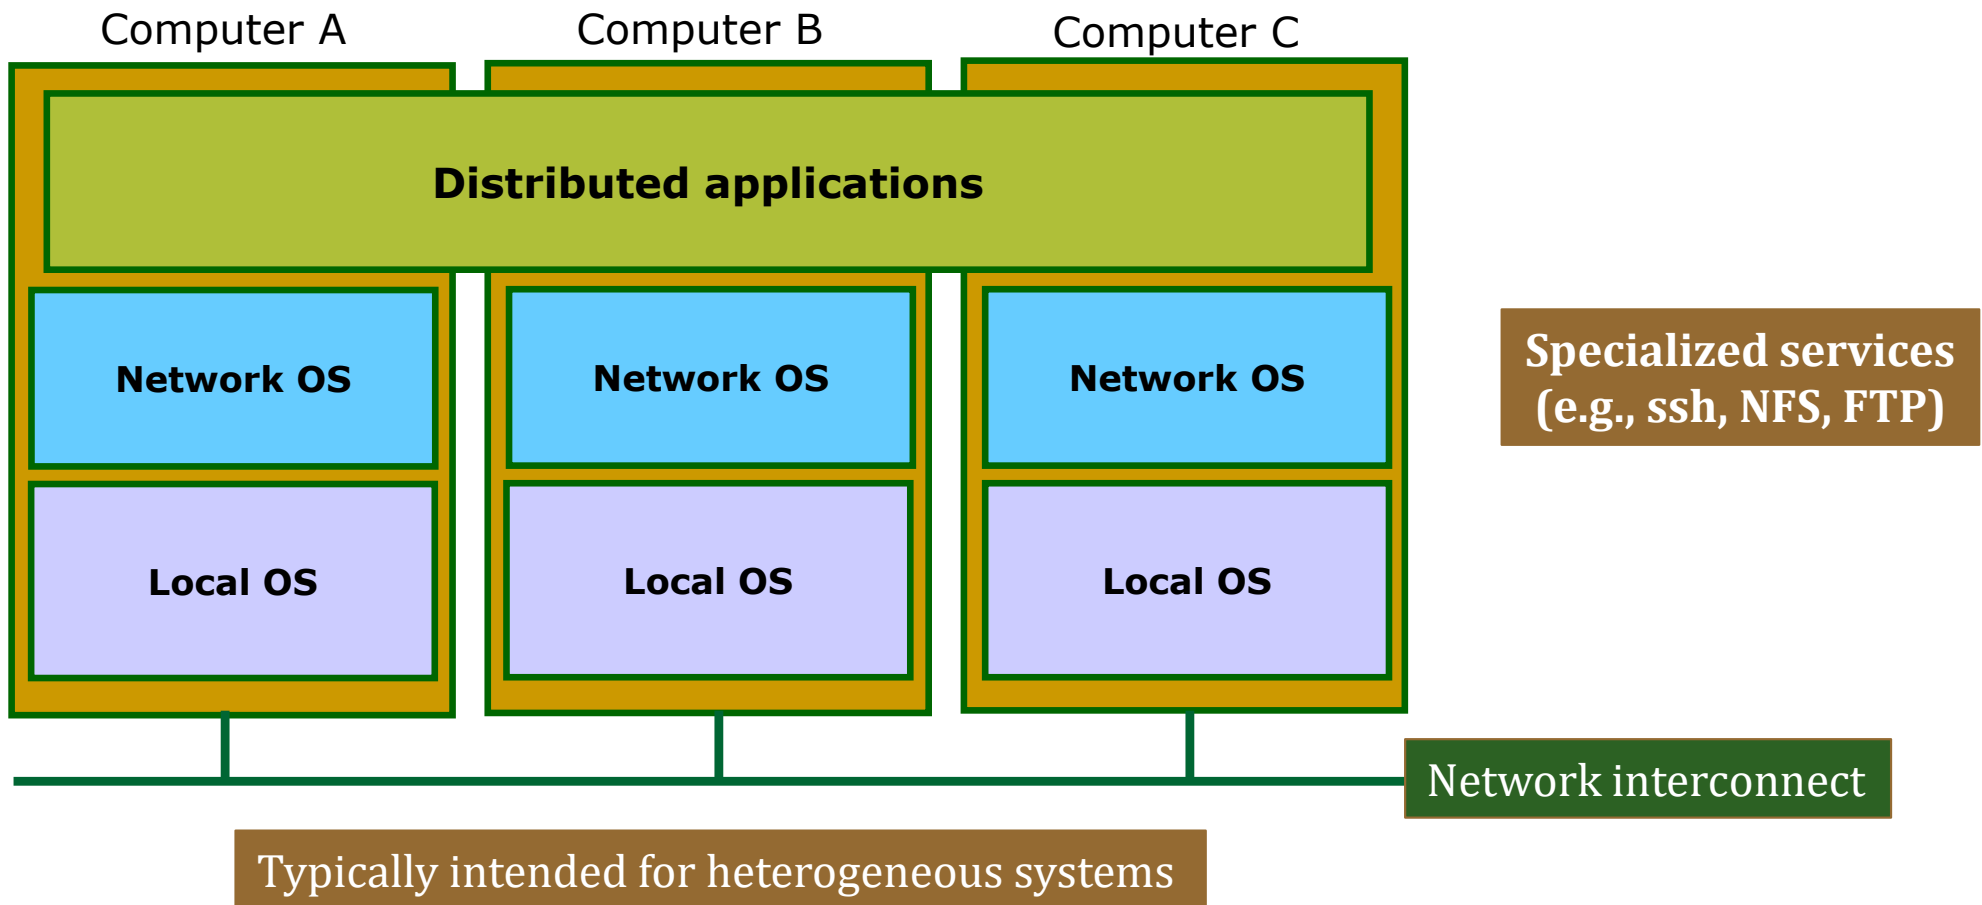 Computer A
Computer B
Computer C
Distributed applications
Network OS
Network OS
Network OS
Specialized services
(e.g., ssh, NFS, FTP)
Local OS
Local OS
Local OS
Network interconnect
Typically intended for heterogeneous systems